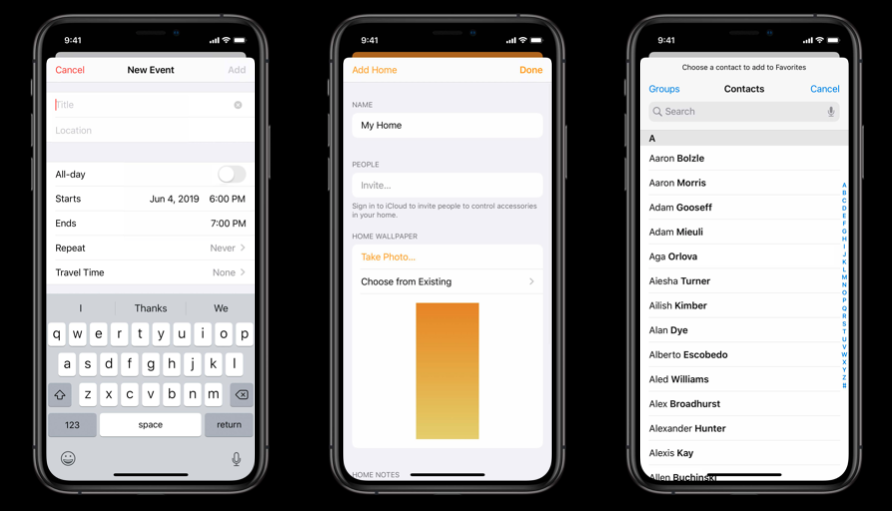 9:41
Cancel New Event Add
Title
Location
All-day
Starts Jun 4, 2019 6:00 PM
Ends 7:00 PM
Repeat Never
Travel Time None
I Thanks We
q w e r t y u i o p
a s d f g h j k l
z x c v b n m
123 space return
9:41
Add Home Done
NAME
My Home
PEOPLE
Invite...
Sign in to iCloud to invite people to control accessories
in your home.
HOME WALLPAPER
Take Photo...
Choose from Existing
HOME NOTES
9:41
Choose a contact to add to Favorites
Groups Contacts Cancel
Search
A
Aaron Bolzle
Aaron Morris
Adam Gooseff
Adam Mieuli
Aga Orlova
Aiesha Turner
Ailish Kimber
Alan Dye
Alberto Escobedo
Aled Williams
Alex Broadhurst
Alexander Hunter
Alexis Kay
Allen Buchinski
A
B
C
D
E
F
G
H
I
J
K
L
M
N
O
P
Q
R
S
T
U
V
W
X
Y
Z
#